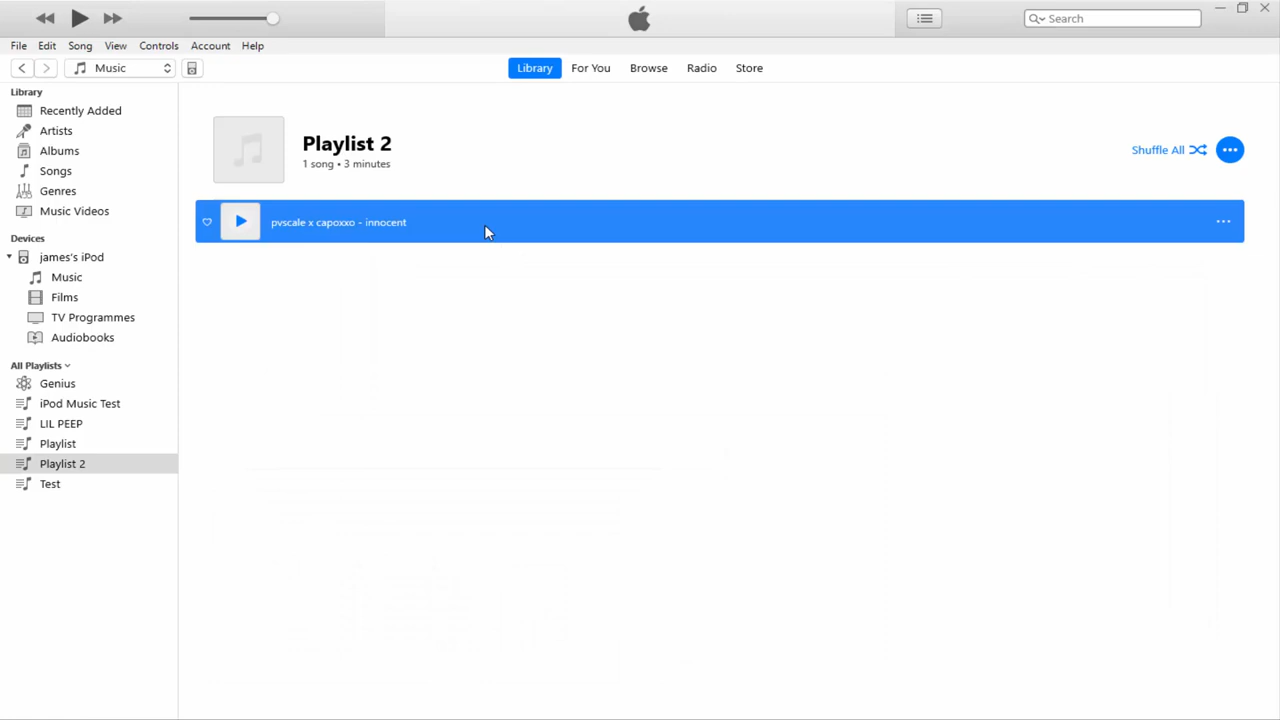 Search
File Edit Song View Controls Account Help
Music
Library For You Browse Radio Store
Library
Recently Added
Artists
Albums
Songs
Genres
Music Videos
Devices
james's iPod
Music
Films
TV Programmes
Audiobooks
All Playlists
Genius
iPod Music Test
LIL PEEP
Playlist
Playlist 2
Test
Playlist 2
1 song • 3 minutes
Shuffle All
pvscale x capoxxo - innocent